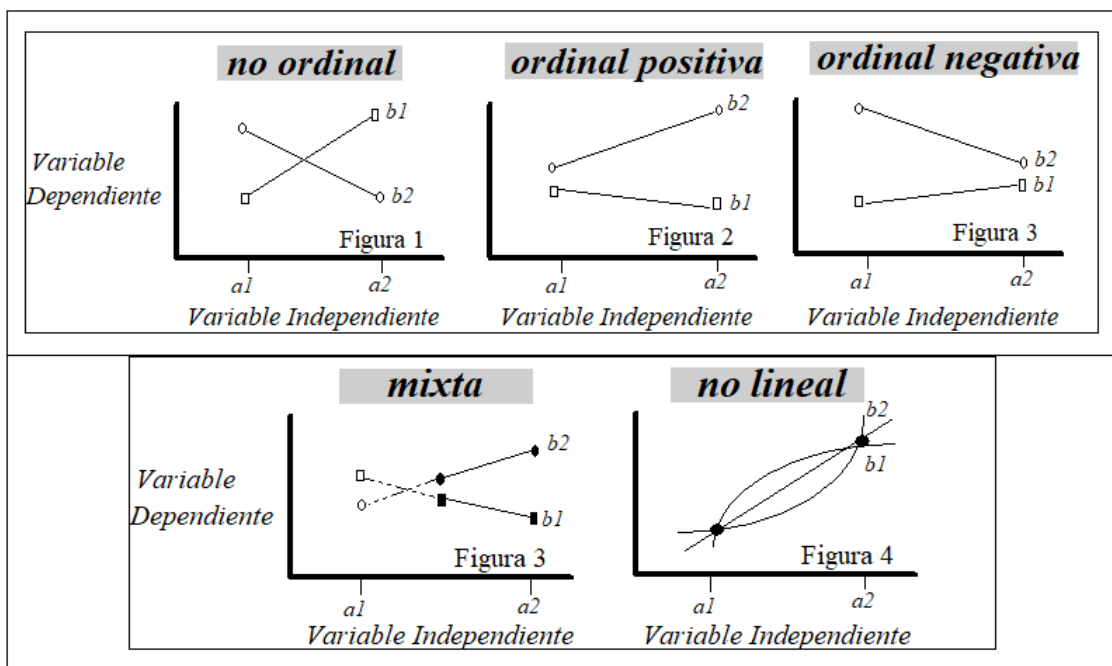 no ordinal
ordinal positiva
ordinal negativa
Variable
Dependiente
b1
b2
Figura 1
a1
a2
Variable Independiente
b2
b1
Figura 2
a1
a2
Variable Independiente
b2
b1
Figura 3
a1
a2
Variable Independiente
mixta
no lineal
Variable
Dependiente
b2
b1
Figura 3
a1
a2
Variable Independiente
b2
b1
Figura 4
a1
a2
Variable Independiente